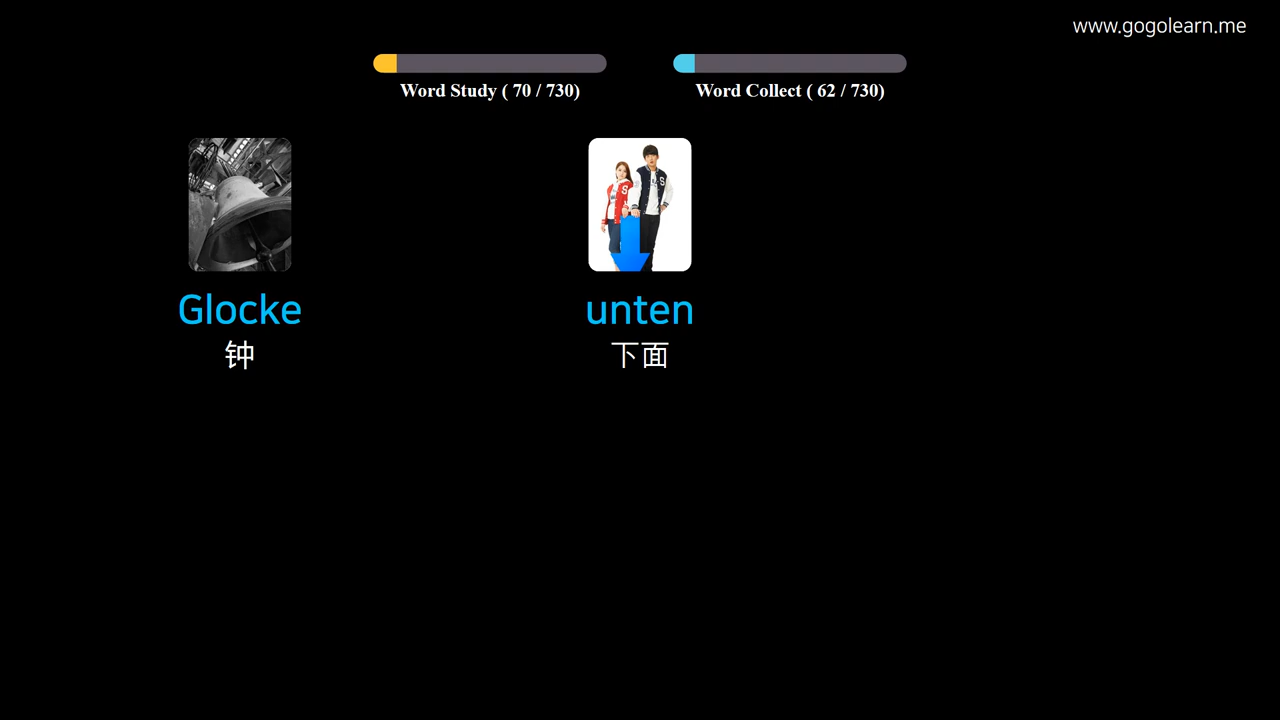 www.gogolearn.me
Word Study ( 70 / 730)
Word Collect ( 62 / 730)
Glocke
钟
unten
下面